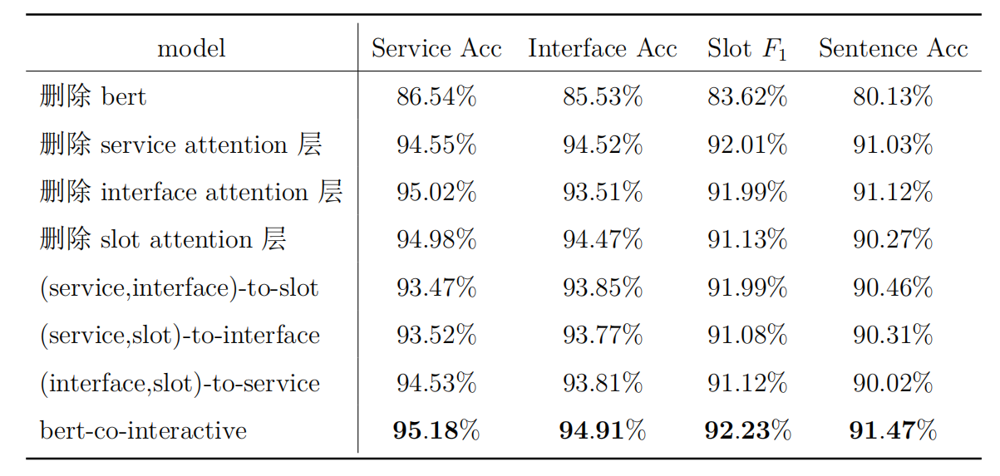 model Service Acc Interface Acc Slot F1 Sentence Acc
删除 bert 86.54% 85.53% 83.62% 80.13%
删除 service attention 层 94.55% 94.52% 92.01% 91.03%
删除 interface attention 层 95.02% 93.51% 91.99% 91.12%
删除 slot attention 层 94.98% 94.47% 91.13% 90.27%
(service,interface)-to-slot 93.47% 93.85% 91.99% 90.46%
(service,slot)-to-interface 93.52% 93.77% 91.08% 90.31%
(interface,slot)-to-service 94.53% 93.81% 91.12% 90.02%
bert-co-interactive 95.18% 94.91% 92.23% 91.47%